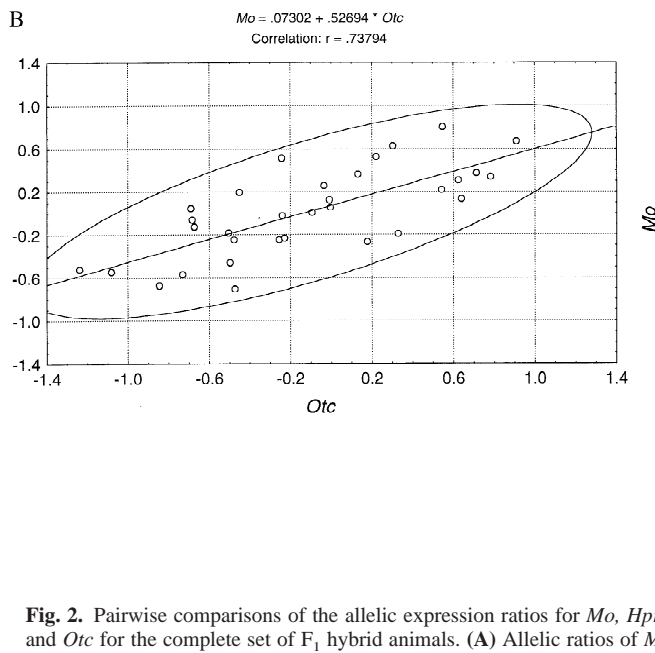 B
Mo = .07302 + .52694 * Otc
Correlation: r = .73794
1.4
1.0
0.6
0.2
-0.2
-0.6
-1.0
-1.4
-1.4 -1.0 -0.6 -0.2 0.2 0.6 1.0 1.4
Otc
Mo
Fig. 2. Pairwise comparisons of the allelic expression ratios for Mo,
and Otc for the complete set of F1 hybrid animals. (A) Allelic ratios of